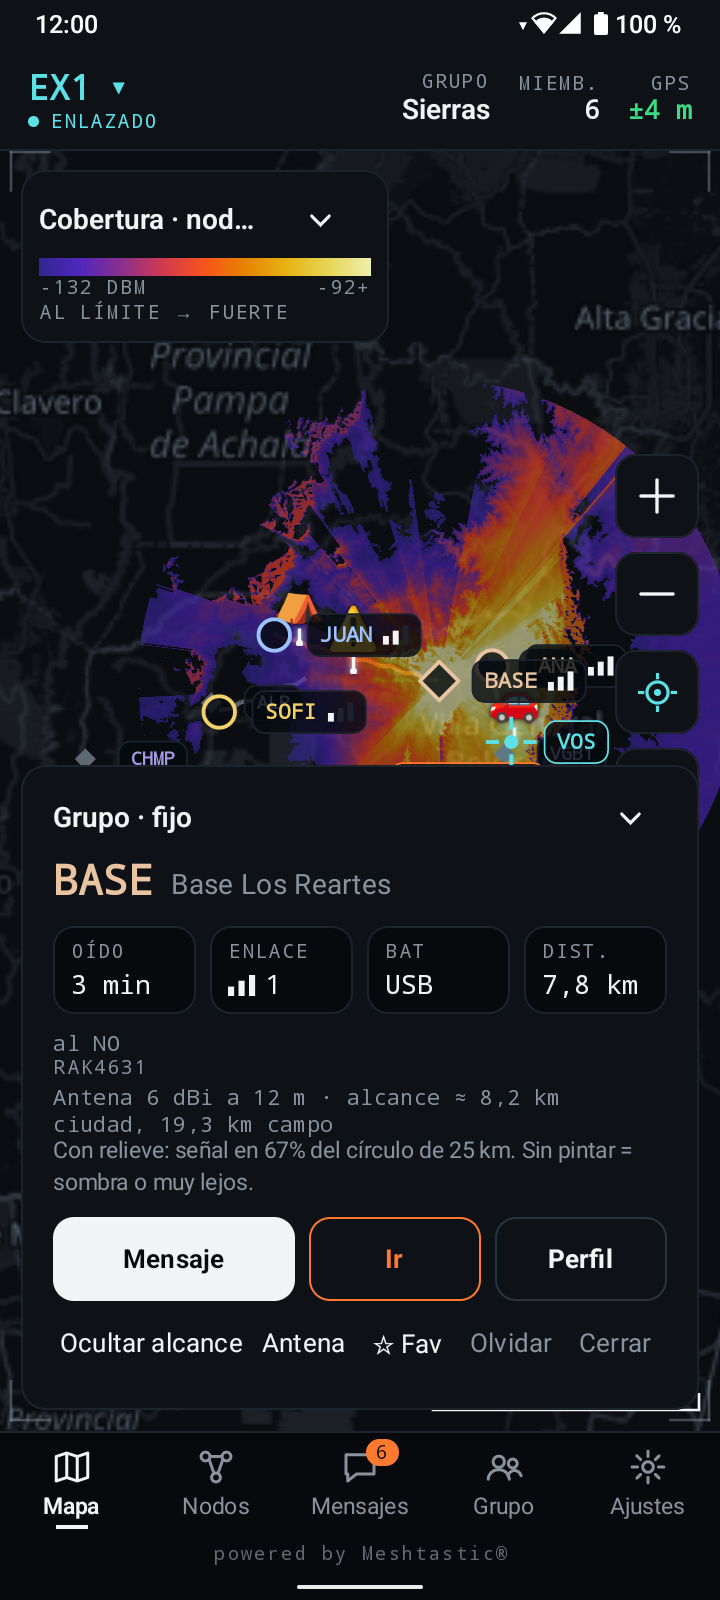 12:00
100 %
EX1 ▼
ENLAZADO
GRUPO
Sierras
MIEMB.
6
GPS
±4 m
Cobertura · nod…
-132 DBM
-92+
AL LÍMITE → FUERTE
Alta Graci
Clavero
Provincial
Pampa
de Achala
JUAN
ANA
BASE
ALB
SOFI
VOS
VGBT
CHMP
Grupo · fijo
BASE Base Los Reartes
OÍDO
3 min
ENLACE
1
BAT
USB
DIST.
7,8 km
al NO
RAK4631
Antena 6 dBi a 12 m · alcance ≈ 8,2 km
ciudad, 19,3 km campo
Con relieve: señal en 67% del círculo de 25 km. Sin pintar =
sombra o muy lejos.
Mensaje
Ir
Perfil
Ocultar alcance
Antena
☆ Fav
Olvidar
Cerrar
Provincial
6
Mapa
Nodos
Mensajes
Grupo
Ajustes
powered by Meshtastic®